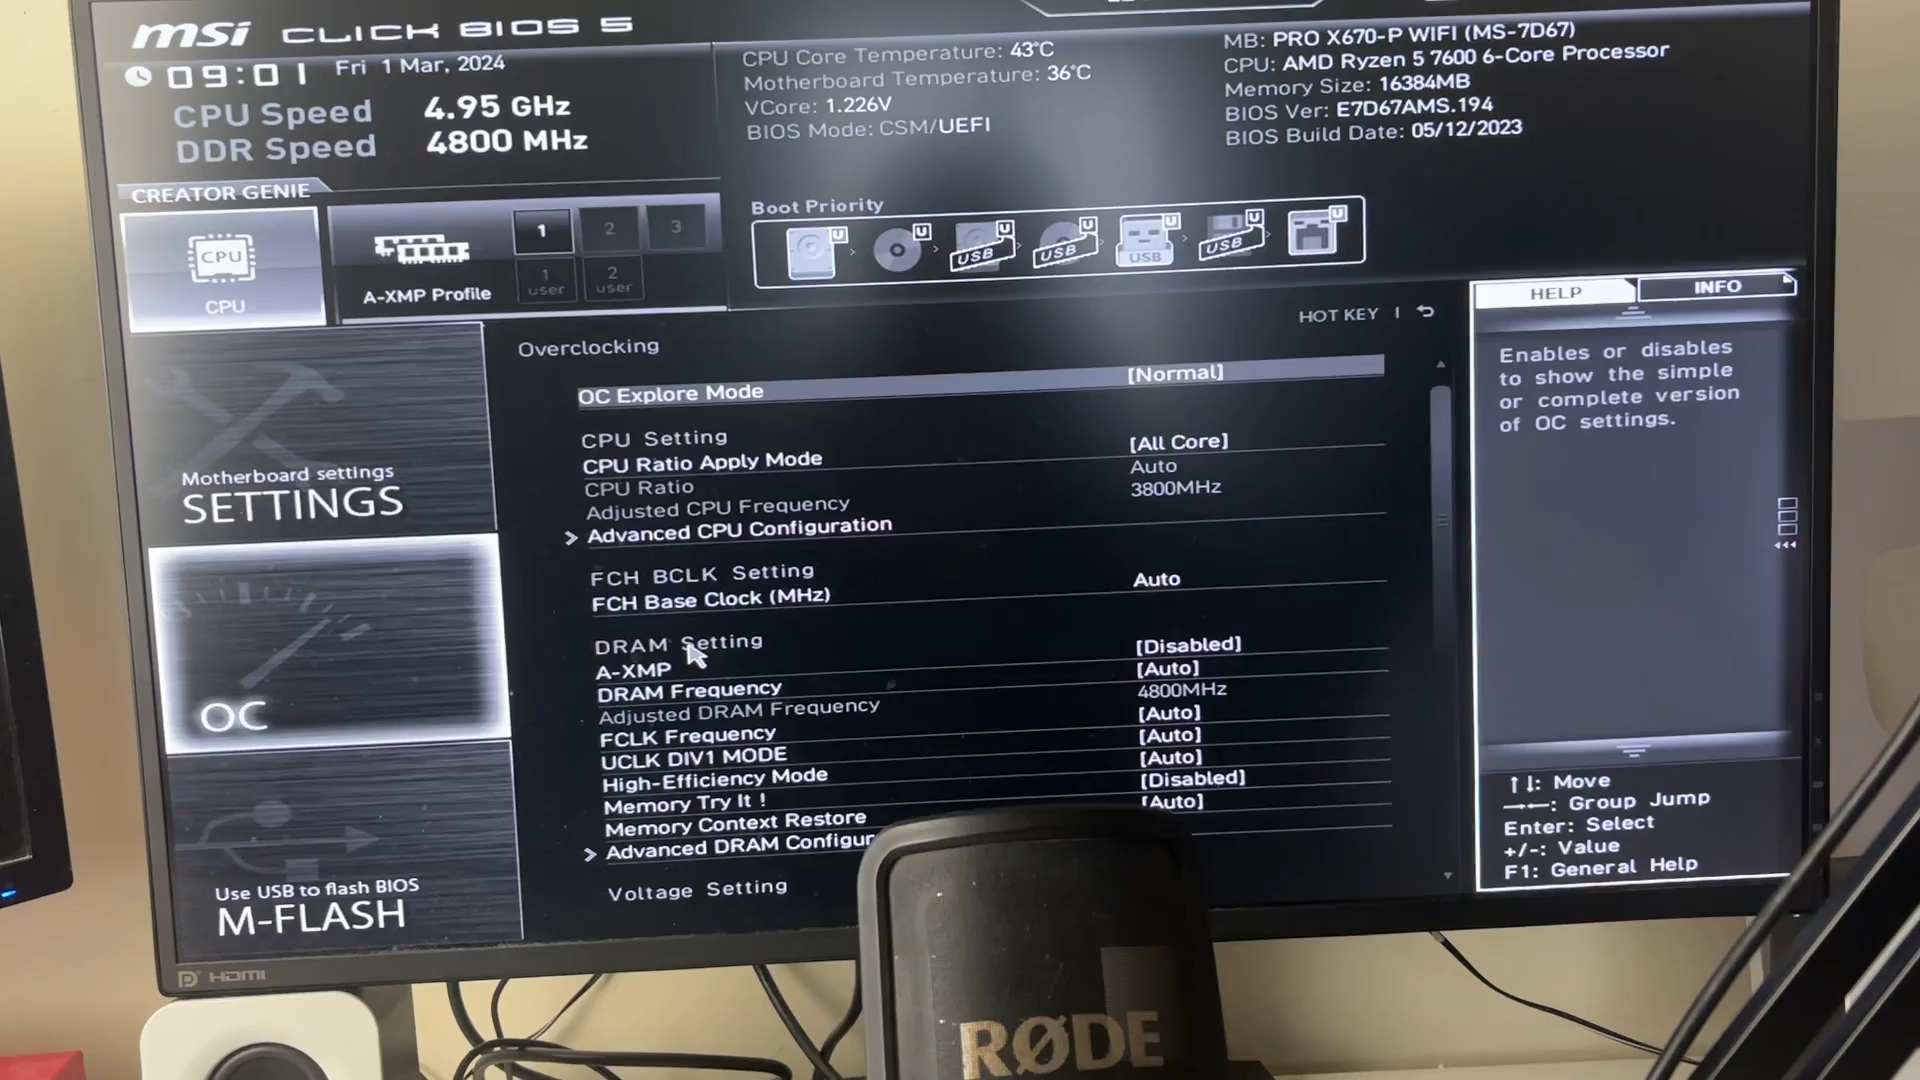 msi CLICK BIOS 5
09:01 Fri 1 Mar, 2024
CPU Speed 4.95 GHz
DDR Speed 4800 MHz
CPU Core Temperature: 43°C
Motherboard Temperature: 36°C
VCore: 1.226V
BIOS Mode: CSM/UEFI
MB: PRO X670-P WIFI (MS-7D67)
CPU: AMD Ryzen 5 7600 6-Core Processor
Memory Size: 16384MB
BIOS Ver: E7D67AMS.194
BIOS Build Date: 05/12/2023
CREATOR GENIE
CPU
CPU
A-XMP Profile
1 2 3
1 user
2 user
Boot Priority
U U U U U U U
USB USB USB USB
HOT KEY
HELP INFO
Motherboard settings
SETTINGS
OC
Use USB to flash BIOS
M-FLASH
Overclocking
OC Explore Mode [Normal]
CPU Setting
CPU Ratio Apply Mode [All Core]
CPU Ratio Auto
Adjusted CPU Frequency 3800MHz
> Advanced CPU Configuration
FCH BCLK Setting
FCH Base Clock (MHz) Auto
DRAM Setting
A-XMP [Disabled]
DRAM Frequency [Auto]
Adjusted DRAM Frequency 4800MHz
FCLK Frequency [Auto]
UCLK DIV1 MODE [Auto]
High-Efficiency Mode [Auto]
Memory Try It ! [Disabled]
Memory Context Restore [Auto]
> Advanced DRAM Configur
Voltage Setting
Enables or disables
to show the simple
or complete version
of OC settings.
↑↓: Move
→←: Group Jump
Enter: Select
+/-: Value
F1: General Help
HDMI
RØDE